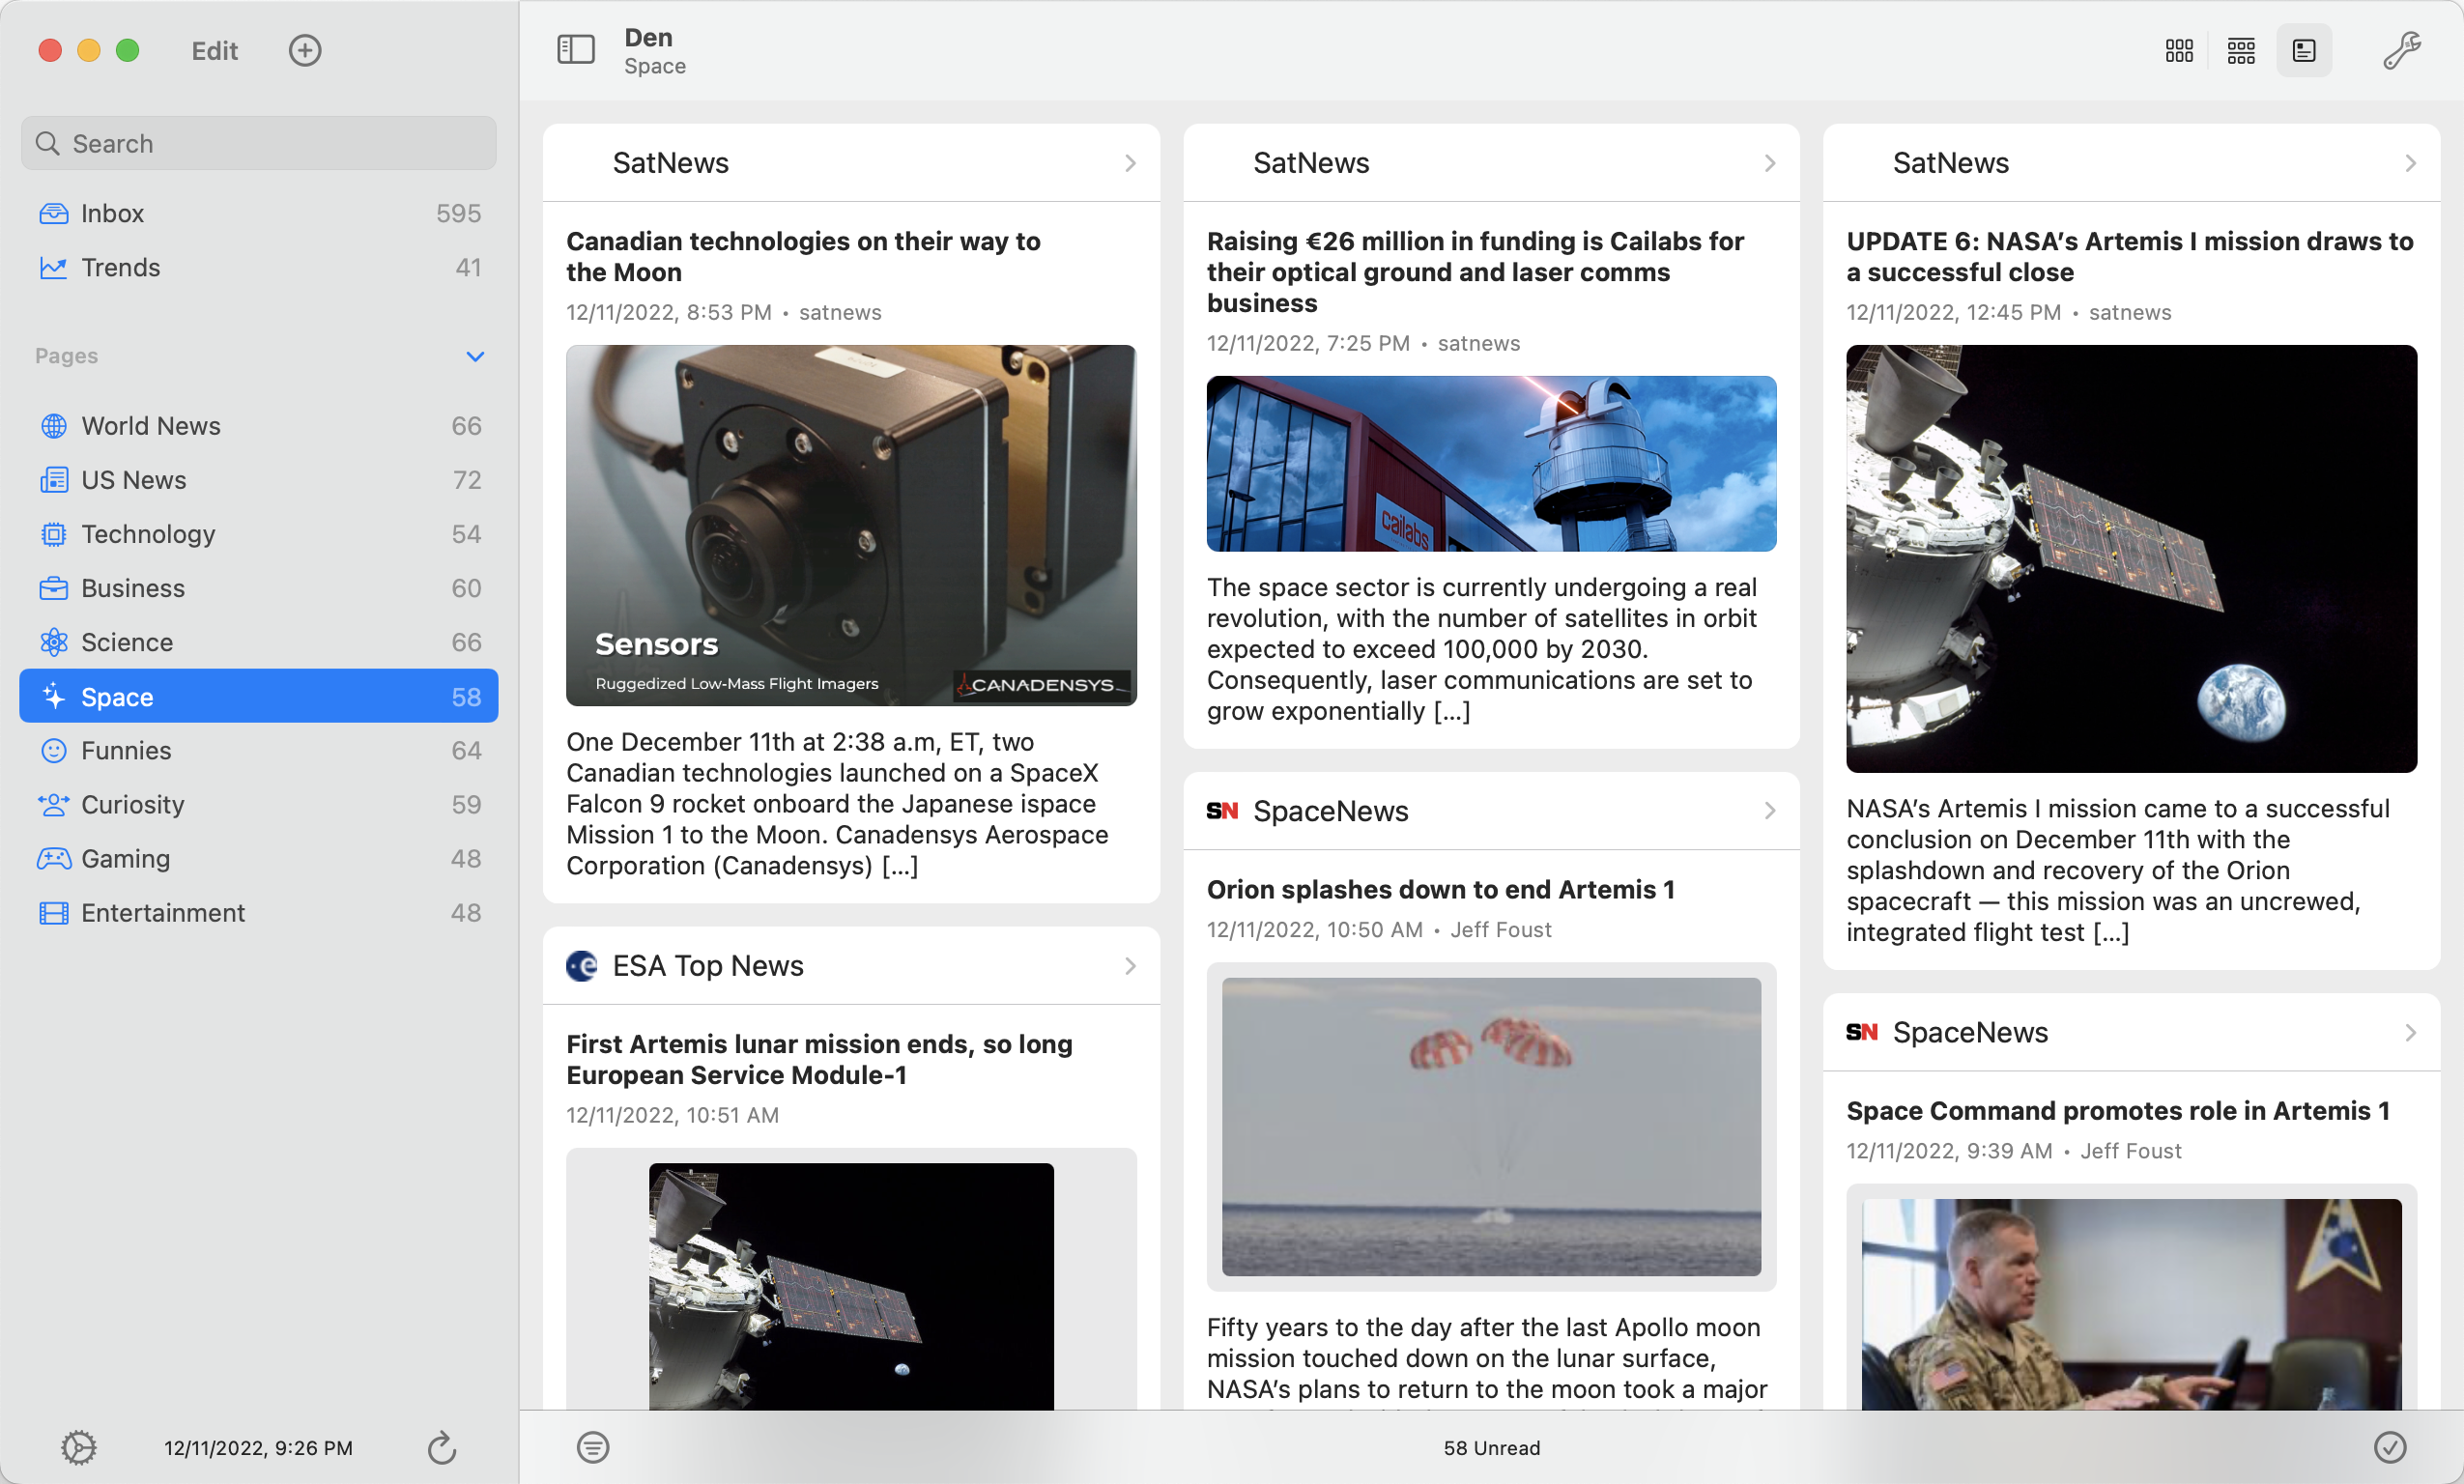 Edit
Search
Inbox 595
Trends 41
Pages
World News 66
US News 72
Technology 54
Business 60
Science 66
Space 58
Funnies 64
Curiosity 59
Gaming 48
Entertainment 48
12/11/2022, 9:26 PM
Den
Space
SatNews
Canadian technologies on their way to
the Moon
12/11/2022, 8:53 PM • satnews
Sensors
Ruggedized Low-Mass Flight Imagers
CANADENSYS
One December 11th at 2:38 a.m, ET, two
Canadian technologies launched on a SpaceX
Falcon 9 rocket onboard the Japanese ispace
Mission 1 to the Moon. Canadensys Aerospace
Corporation (Canadensys) [...]
ESA Top News
First Artemis lunar mission ends, so long
European Service Module-1
12/11/2022, 10:51 AM
SatNews
Raising €26 million in funding is Cailabs for
their optical ground and laser comms
business
12/11/2022, 7:25 PM • satnews
cailabs
The space sector is currently undergoing a real
revolution, with the number of satellites in orbit
expected to exceed 100,000 by 2030.
Consequently, laser communications are set to
grow exponentially [...]
SN SpaceNews
Orion splashes down to end Artemis 1
12/11/2022, 10:50 AM • Jeff Foust
Fifty years to the day after the last Apollo moon
mission touched down on the lunar surface,
NASA’s plans to return to the moon took a major
SatNews
UPDATE 6: NASA’s Artemis I mission draws to
a successful close
12/11/2022, 12:45 PM • satnews
NASA’s Artemis I mission came to a successful
conclusion on December 11th with the
splashdown and recovery of the Orion
spacecraft — this mission was an uncrewed,
integrated flight test [...]
SN SpaceNews
Space Command promotes role in Artemis 1
12/11/2022, 9:39 AM • Jeff Foust
58 Unread